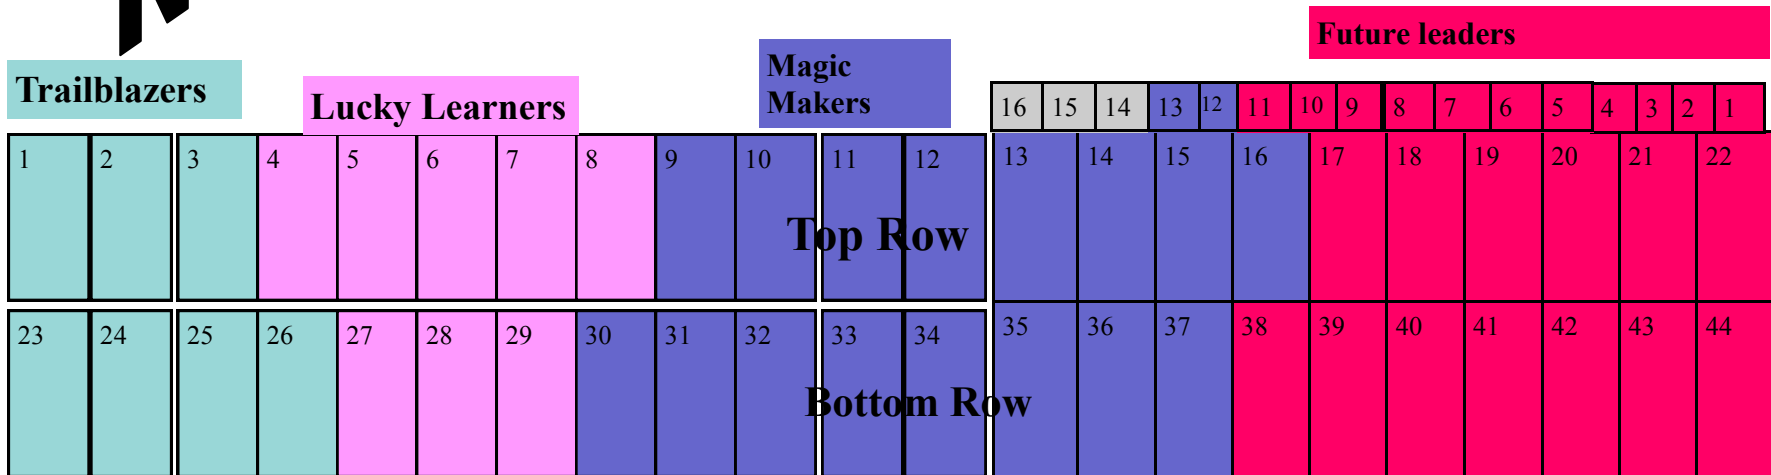 Future leaders
Trailblazers
Lucky Learners
Magic
Makers
16 15 14 13 12 11 10 9 8 7 6 5 4 3 2 1
1 2 3 4 5 6 7 8 9 10 11 12 13 14 15 16 17 18 19 20 21 22
Top Row
23 24 25 26 27 28 29 30 31 32 33 34 35 36 37 38 39 40 41 42 43 44
Bottom Row